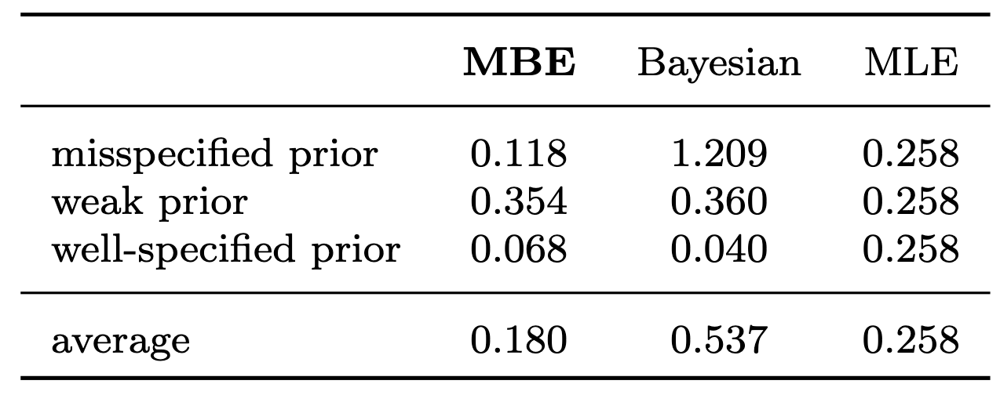 MBE Bayesian MLE
misspecified prior 0.118 1.209 0.258
weak prior 0.354 0.360 0.258
well-specified prior 0.068 0.040 0.258
average 0.180 0.537 0.258